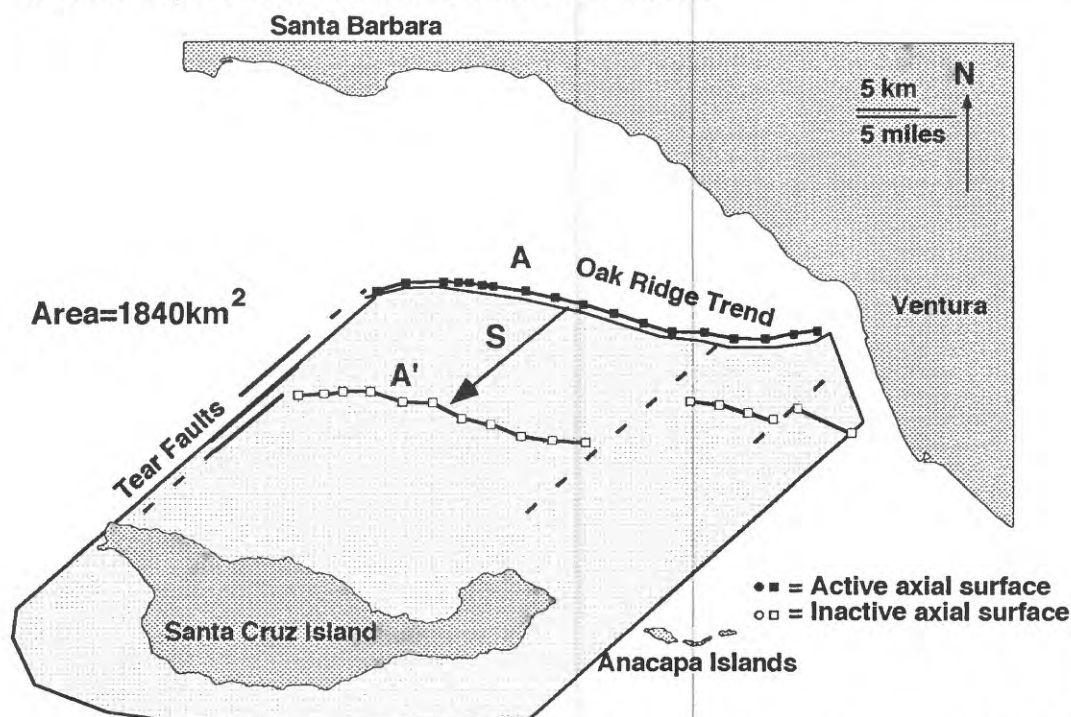 Santa Barbara
N
5 km
5 miles
A
Oak Ridge Trend
Area=1840km²
Ventura
S
A'
Tear Faults
= Active axial surface
= Inactive axial surface
Santa Cruz Island
Anacapa Islands